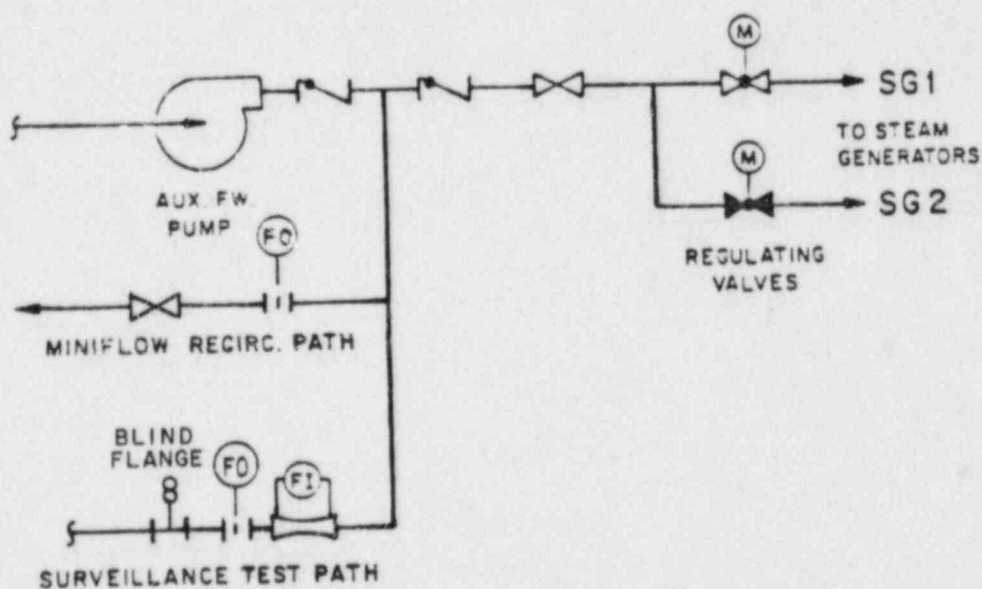 M
SG1
TO STEAM
GENERATORS
M
SG2
REGULATING
VALVES
AUX. FW.
PUMP
FO
MINIFLOW RECIRC. PATH
BLIND
FLANGE
FO
FI
SURVEILLANCE TEST PATH